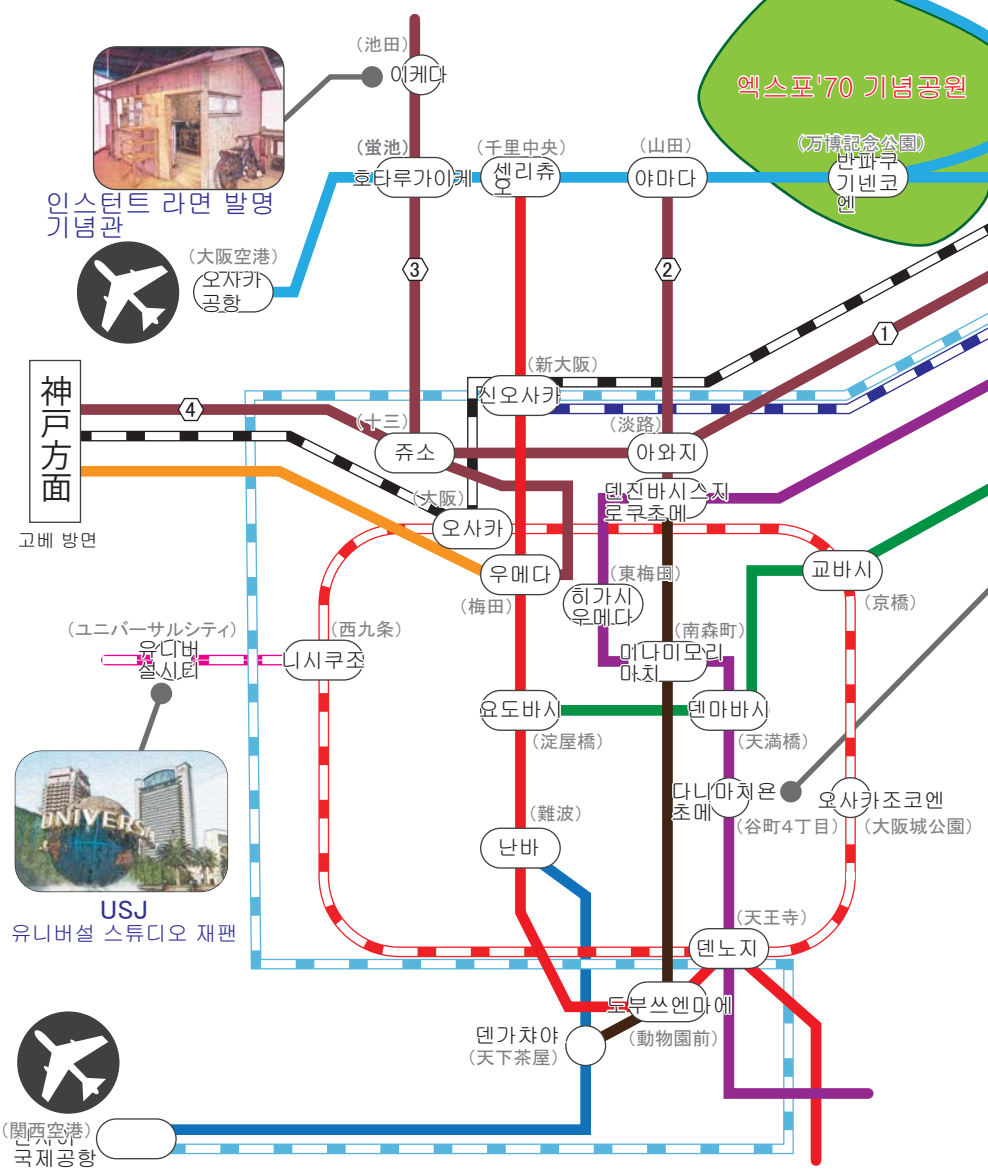 (池田)
이케다
엑스포'70 기념공원
(蛍池)
호타루가이케
(千里中央)
센리츄
오
(山田)
야마다
(万博記念公園)
반파쿠
기넨코
엔
인스턴트 라면 발명
기념관
(大阪空港)
오사카
공항
3
2
1
神戸方面
고베 방면
4
(新大阪)
신오사카
(十三)
쥬소
(淡路)
아와지
덴진바시스지
로쿠초메
(大阪)
오사카
우메다
(梅田)
(東梅田)
히가시
우메다
교바시
(京橋)
(ユニバーサルシティ)
유니버
설시티
(西九条)
니시쿠조
(南森町)
미나미모리
마치
요도바시
(淀屋橋)
덴마바시
(天満橋)
다니마치욘
초메
(谷町4丁目)
오사카조코엔
(大阪城公園)
UNIVERSA
USJ
유니버설 스튜디오 재팬
(難波)
난바
(天王寺)
덴노지
도부쓰엔마에
(動物園前)
덴가챠야
(天下茶屋)
(関西空港)
국제공항